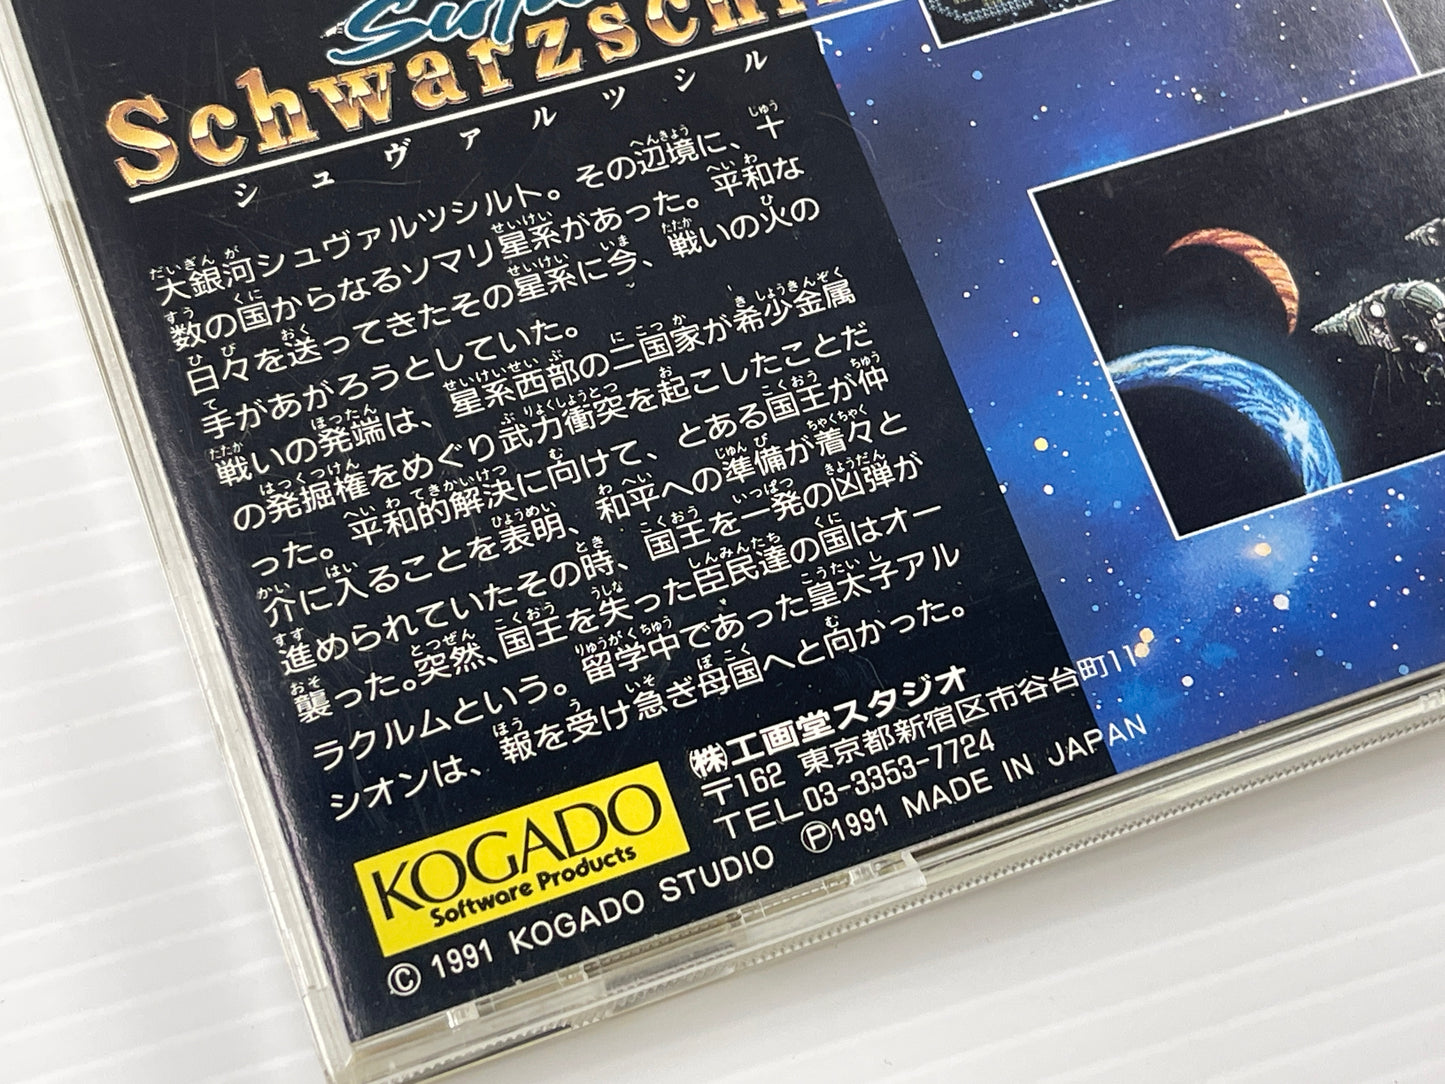 Super
Schwarzschi
シュヴァルツシル
大銀河シュヴァルツシルト。その辺境に、十
数の国からなるソマリ星系があった。平和な
日々を送ってきたその星系に今、戦いの火の
手があがろうとしていた。
戦いの発端は、星系西部の二国家が希少金属
の発掘権をめぐり武力衝突を起こしたことだ
った。平和的解決に向けて、とある国王が仲
介に入ることを表明、和平への準備が着々と
進められていたその時、国王を一発の凶弾が
襲った。突然、国王を失った臣民達の国はオー
ラクルムという。留学中であった皇太子アル
シオンは、報を受け急ぎ母国へと向かった。
KOGADO
Software Products
㈱工画堂スタジオ
〒162 東京都新宿区市谷台町11
TEL.03-3353-7724
© 1991 KOGADO STUDIO Ⓟ1991 MADE IN JAPAN